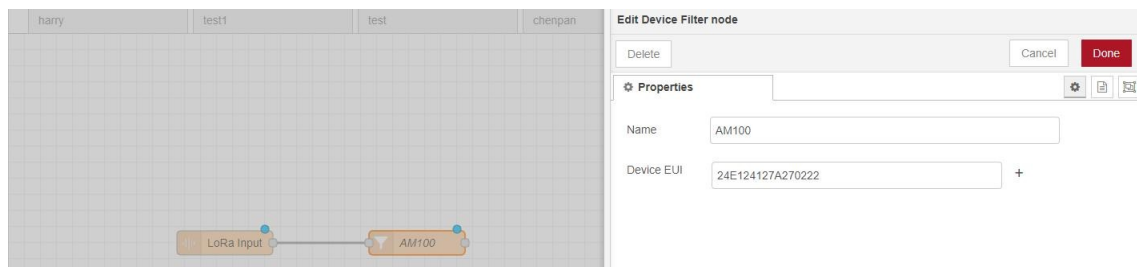 harry test1 test chenpan
LoRa Input AM100
Edit Device Filter node
Delete Cancel Done
Properties
Name AM100
Device EUI 24E124127A270222 +